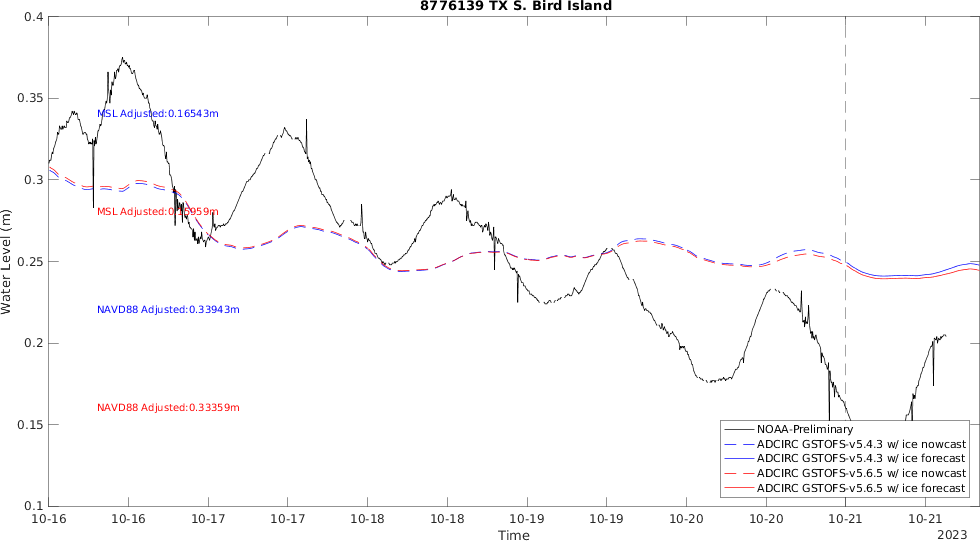 8776139 TX S. Bird Island
Water Level (m)
0.4
0.35
0.3
0.25
0.2
0.15
0.1
MSL Adjusted:0.16543m
MSL Adjusted:0.15959m
NAVD88 Adjusted:0.33943m
NAVD88 Adjusted:0.33359m
NOAA-Preliminary
ADCIRC GSTOFS-v5.4.3 w/ ice nowcast
ADCIRC GSTOFS-v5.4.3 w/ ice forecast
ADCIRC GSTOFS-v5.6.5 w/ ice nowcast
ADCIRC GSTOFS-v5.6.5 w/ ice forecast
10-16 10-16 10-17 10-17 10-18 10-18 10-19 10-19 10-20 10-20 10-21 10-21
Time
2023